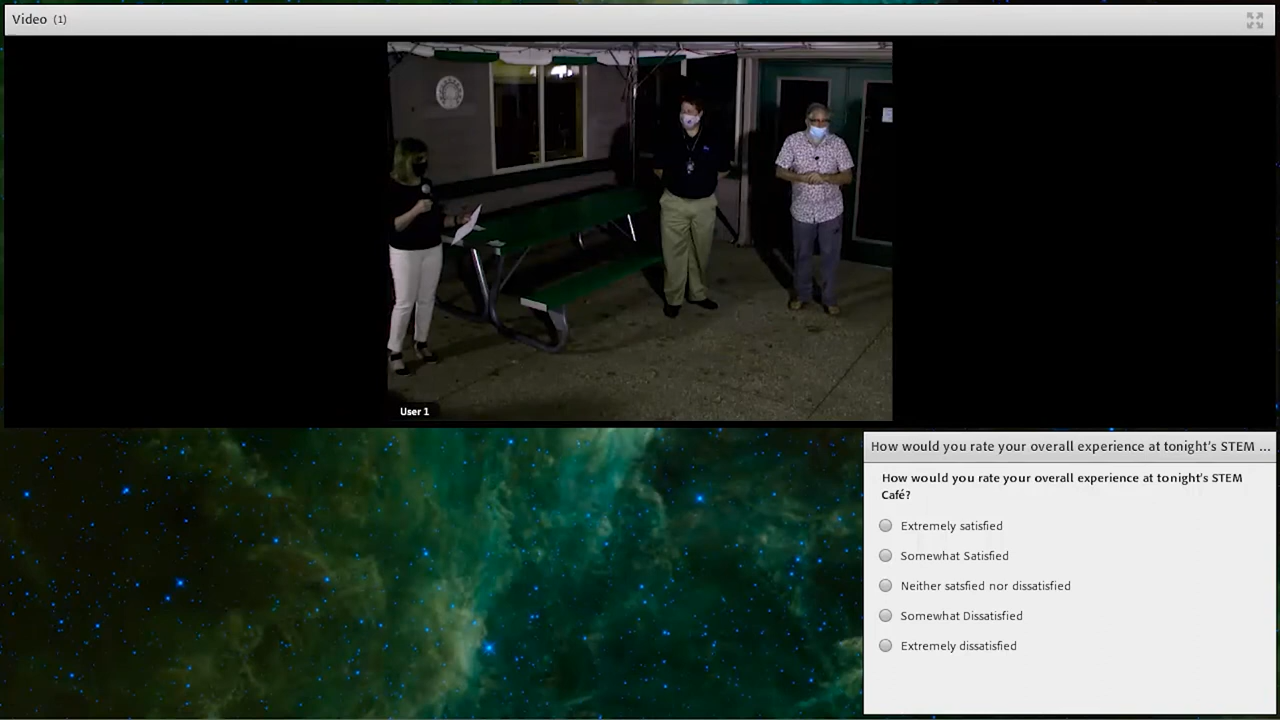 Video (1)
User 1
How would you rate your overall experience at tonight's STEM ...
How would you rate your overall experience at tonight's STEM
Café?
Extremely satisfied
Somewhat Satisfied
Neither satsfied nor dissatisfied
Somewhat Dissatisfied
Extremely dissatisfied